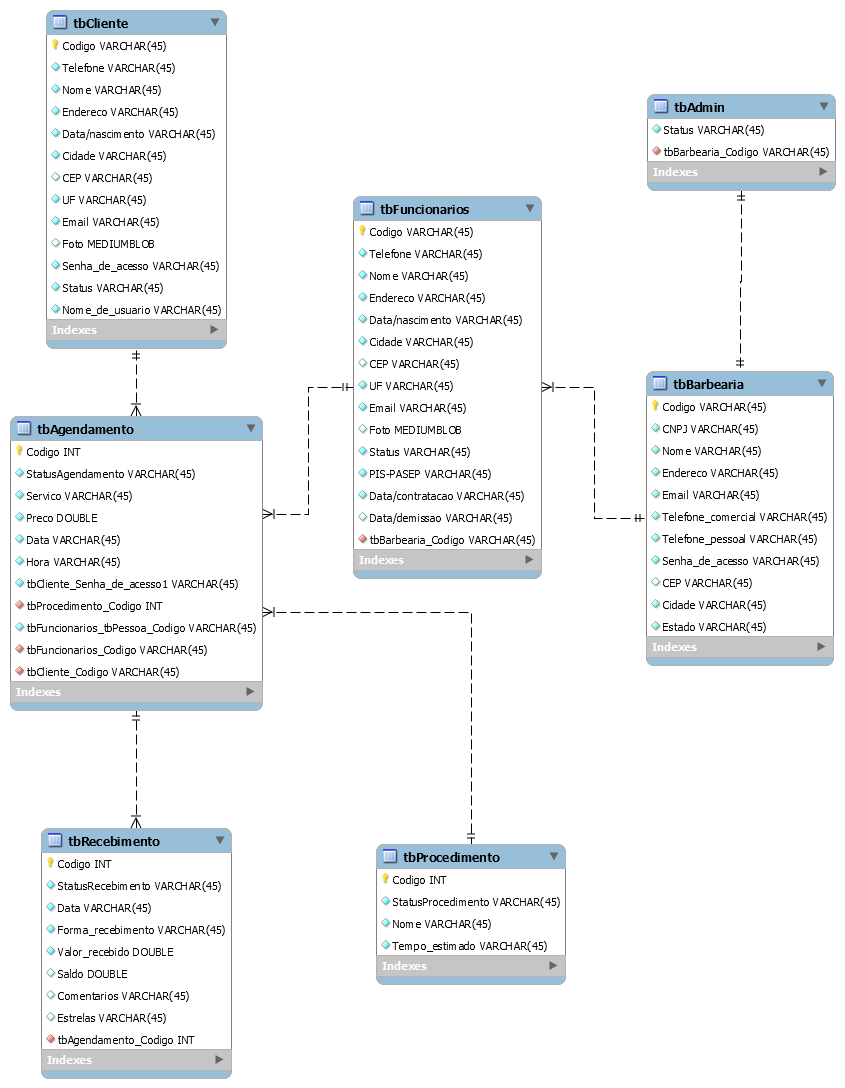 tbCliente
Codigo VARCHAR(45)
Telefone VARCHAR(45)
Nome VARCHAR(45)
Endereco VARCHAR(45)
Data/nascimento VARCHAR(45)
Cidade VARCHAR(45)
CEP VARCHAR(45)
UF VARCHAR(45)
Email VARCHAR(45)
Foto MEDIUMBLOB
Senha_de_acesso VARCHAR(45)
Status VARCHAR(45)
Nome_de_usuario VARCHAR(45)
Indexes
tbAdmin
Status VARCHAR(45)
tbBarbearia_Codigo VARCHAR(45)
Indexes
tbFuncionarios
Codigo VARCHAR(45)
Telefone VARCHAR(45)
Nome VARCHAR(45)
Endereco VARCHAR(45)
Data/nascimento VARCHAR(45)
Cidade VARCHAR(45)
CEP VARCHAR(45)
UF VARCHAR(45)
Email VARCHAR(45)
Foto MEDIUMBLOB
Status VARCHAR(45)
PIS-PASEP VARCHAR(45)
Data/contratacao VARCHAR(45)
Data/demissao VARCHAR(45)
tbBarbearia_Codigo VARCHAR(45)
Indexes
tbBarbearia
Codigo VARCHAR(45)
CNPJ VARCHAR(45)
Nome VARCHAR(45)
Endereco VARCHAR(45)
Email VARCHAR(45)
Telefone_comercial VARCHAR(45)
Telefone_pessoal VARCHAR(45)
Senha_de_acesso VARCHAR(45)
CEP VARCHAR(45)
Cidade VARCHAR(45)
Estado VARCHAR(45)
Indexes
tbAgendamento
Codigo INT
StatusAgendamento VARCHAR(45)
Servico VARCHAR(45)
Preco DOUBLE
Data VARCHAR(45)
Hora VARCHAR(45)
tbCliente_Senha_de_acesso1 VARCHAR(45)
tbProcedimento_Codigo INT
tbFuncionarios_tbPessoa_Codigo VARCHAR(45)
tbFuncionarios_Codigo VARCHAR(45)
tbCliente_Codigo VARCHAR(45)
Indexes
tbRecebimento
Codigo INT
StatusRecebimento VARCHAR(45)
Data VARCHAR(45)
Forma_recebimento VARCHAR(45)
Valor_recebido DOUBLE
Saldo DOUBLE
Comentarios VARCHAR(45)
Estrelas VARCHAR(45)
tbAgendamento_Codigo INT
Indexes
tbProcedimento
Codigo INT
StatusProcedimento VARCHAR(45)
Nome VARCHAR(45)
Tempo_estimado VARCHAR(45)
Indexes